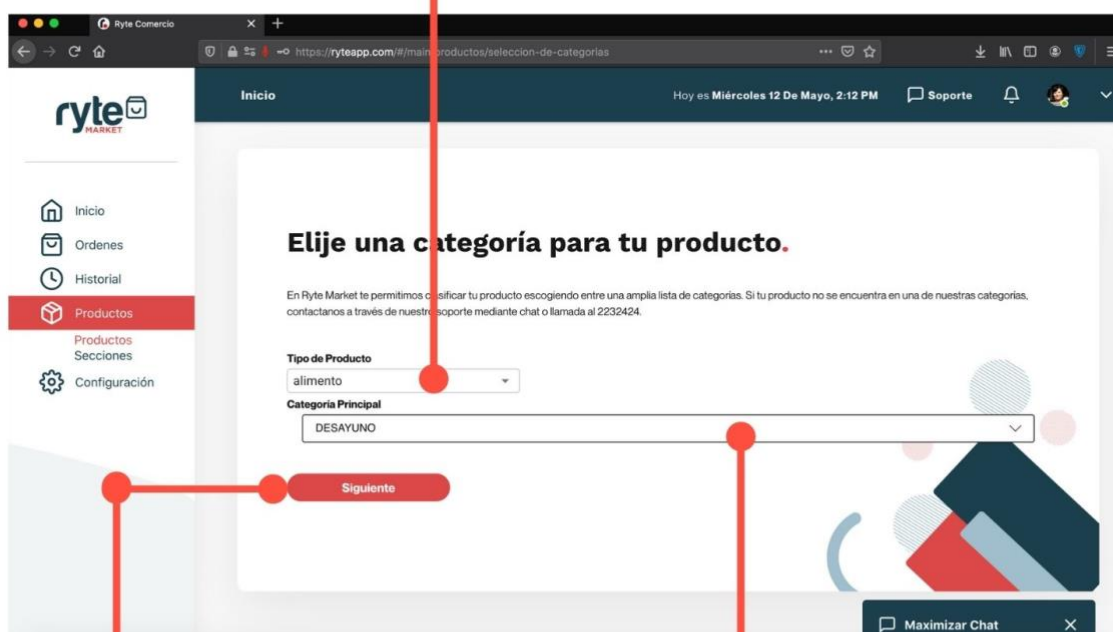 Ryte Comercio
https://ryteapp.com/#/main/productos/seleccion-de-categorias
ryte
MARKET
Inicio
Hoy es Miércoles 12 De Mayo, 2:12 PM
Soporte
Inicio
Ordenes
Historial
Productos
Productos
Secciones
Configuración
Elije una categoría para tu producto.
En Ryte Market te permitimos clasificar tu producto escogiendo entre una amplia lista de categorias. Si tu producto no se encuentra en una de nuestras categorías,
contactanos a través de nuestro soporte mediante chat o llamada al 2232424.
Tipo de Producto
alimento
Categoría Principal
DESAYUNO
Siguiente
Maximizar Chat